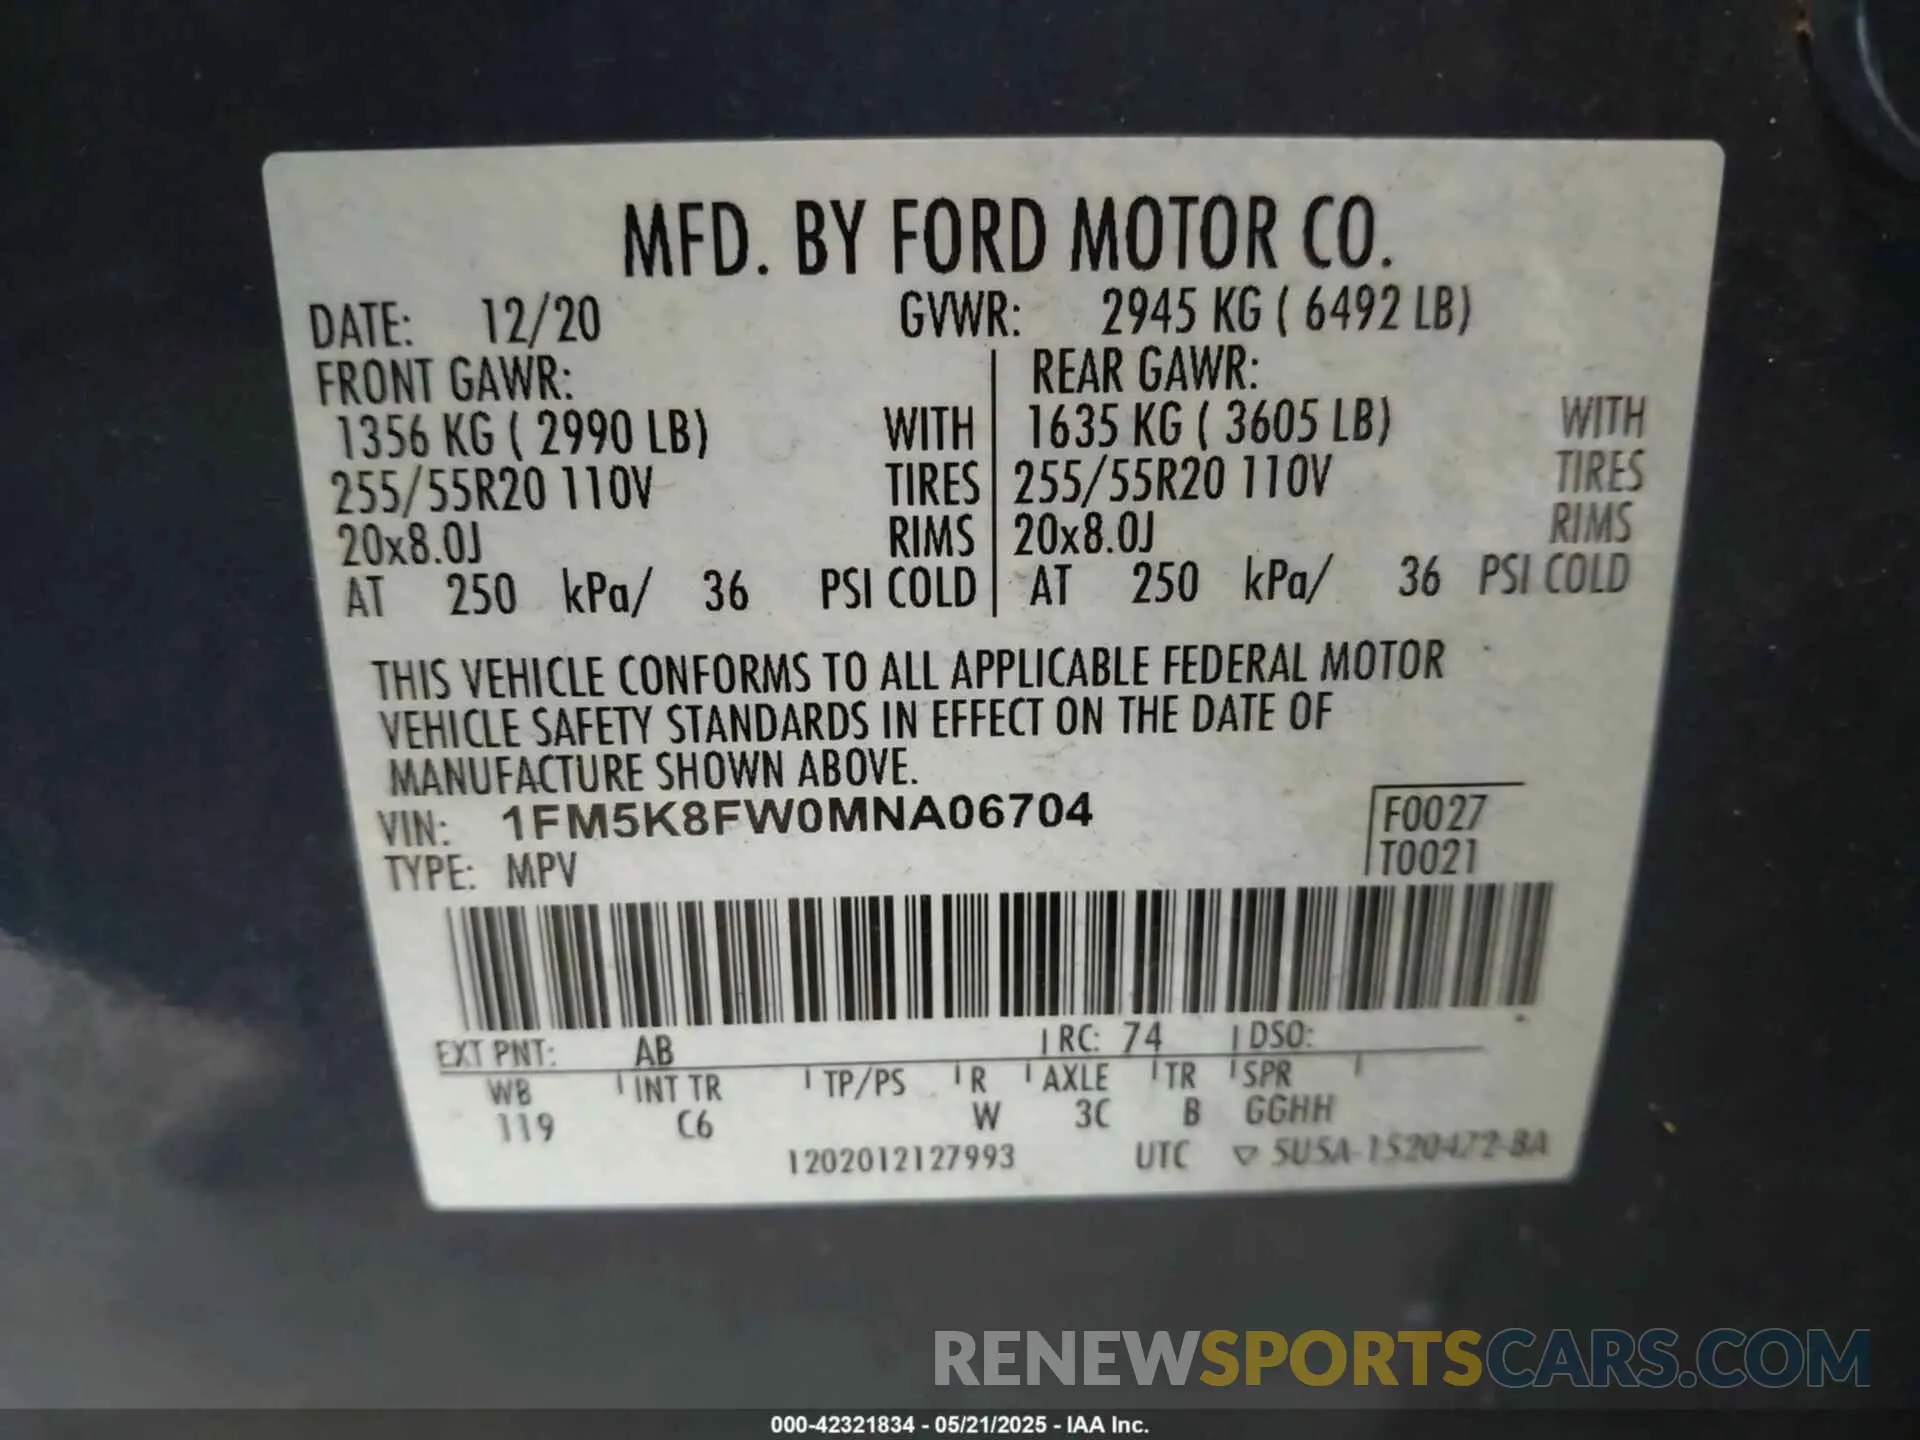 MFD. BY FORD MOTOR CO.
DATE: 12/20 GVWR: 2945 KG ( 6492 LB)
FRONT GAWR: REAR GAWR:
1356 KG ( 2990 LB) WITH 1635 KG ( 3605 LB) WITH
255/55R20 110V TIRES 255/55R20 110V TIRES
20x8.0J RIMS 20x8.0J RIMS
AT 250 kPa/ 36 PSI COLD AT 250 kPa/ 36 PSI COLD
THIS VEHICLE CONFORMS TO ALL APPLICABLE FEDERAL MOTOR
VEHICLE SAFETY STANDARDS IN EFFECT ON THE DATE OF
MANUFACTURE SHOWN ABOVE.
VIN: 1FM5K8FW0MNA06704 F0027
TYPE: MPV T0021
EXT PNT: AB RC: 74 DSO:
WB INT TR TP/PS R AXLE TR SPR
119 C6 W 3C B GGHH
1202012127993 UTC ▽ 5U5A-1520472-BA
RENEWSPORTSCARS.COM
000-42321834 - 05/21/2025 - IAA Inc.